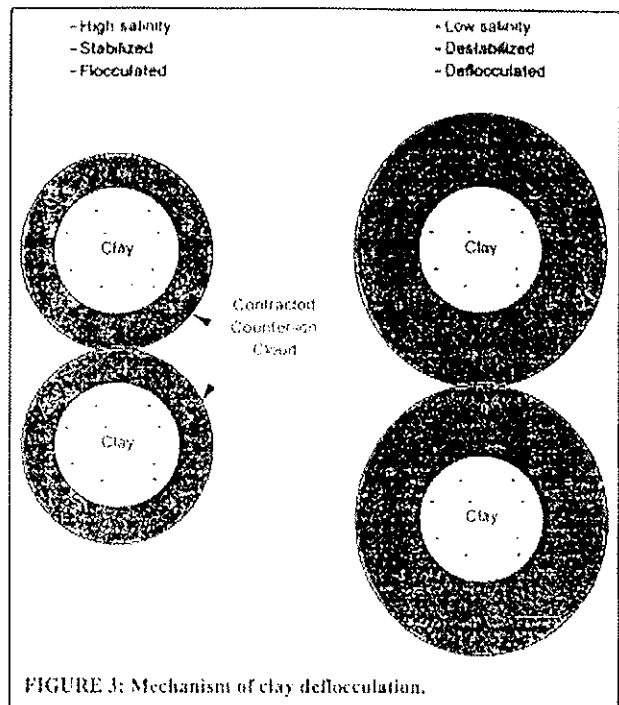 - High salinity
- Stabilized
- Flocculated
- Low salinity
- Destabilized
- Deflocculated
Clay
Clay
Contracted
Counter-ion
Cloud
Clay
Clay
FIGURE 3: Mechanism of clay deflocculation.